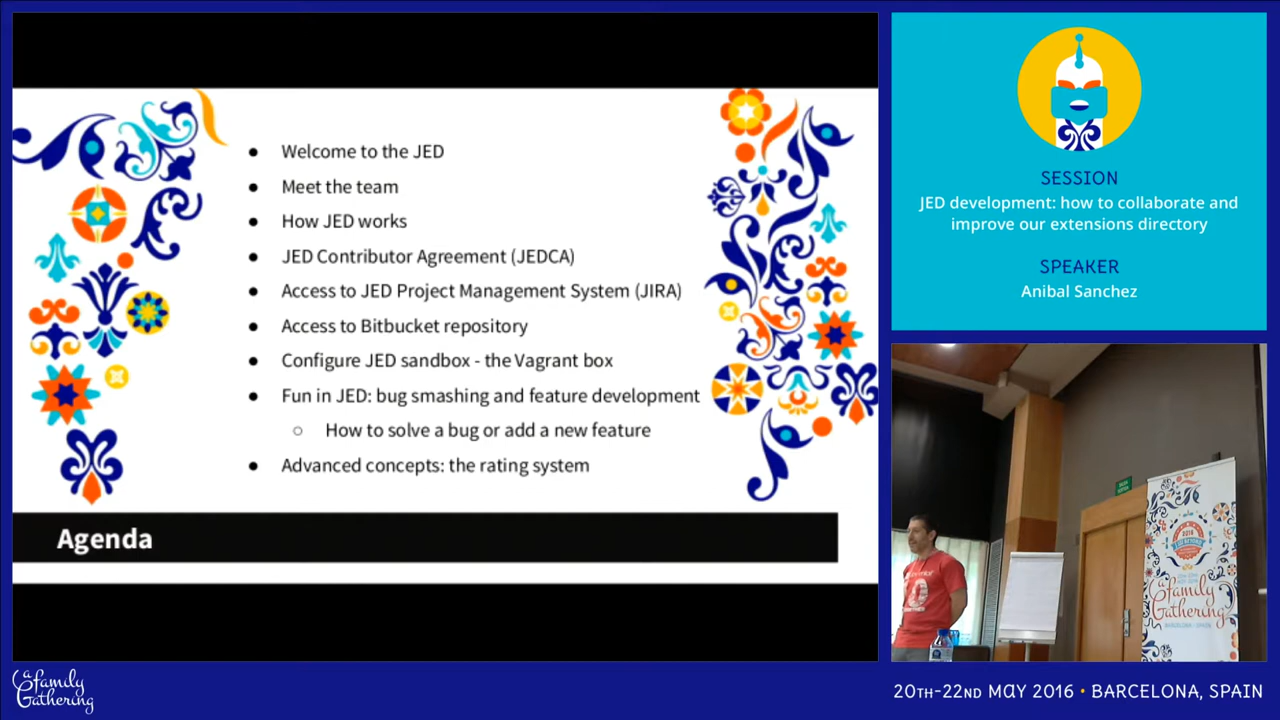 ● Welcome to the JED
● Meet the team
● How JED works
● JED Contributor Agreement (JEDCA)
● Access to JED Project Management System (JIRA)
● Access to Bitbucket repository
● Configure JED sandbox - the Vagrant box
● Fun in JED: bug smashing and feature development
○ How to solve a bug or add a new feature
● Advanced concepts: the rating system
Agenda
SESSION
JED development: how to collaborate and
improve our extensions directory
SPEAKER
Anibal Sanchez
2016
a family
Gathering
BARCELONA - SPAIN
a family
Gathering
20TH-22ND MAY 2016 • BARCELONA, SPAIN